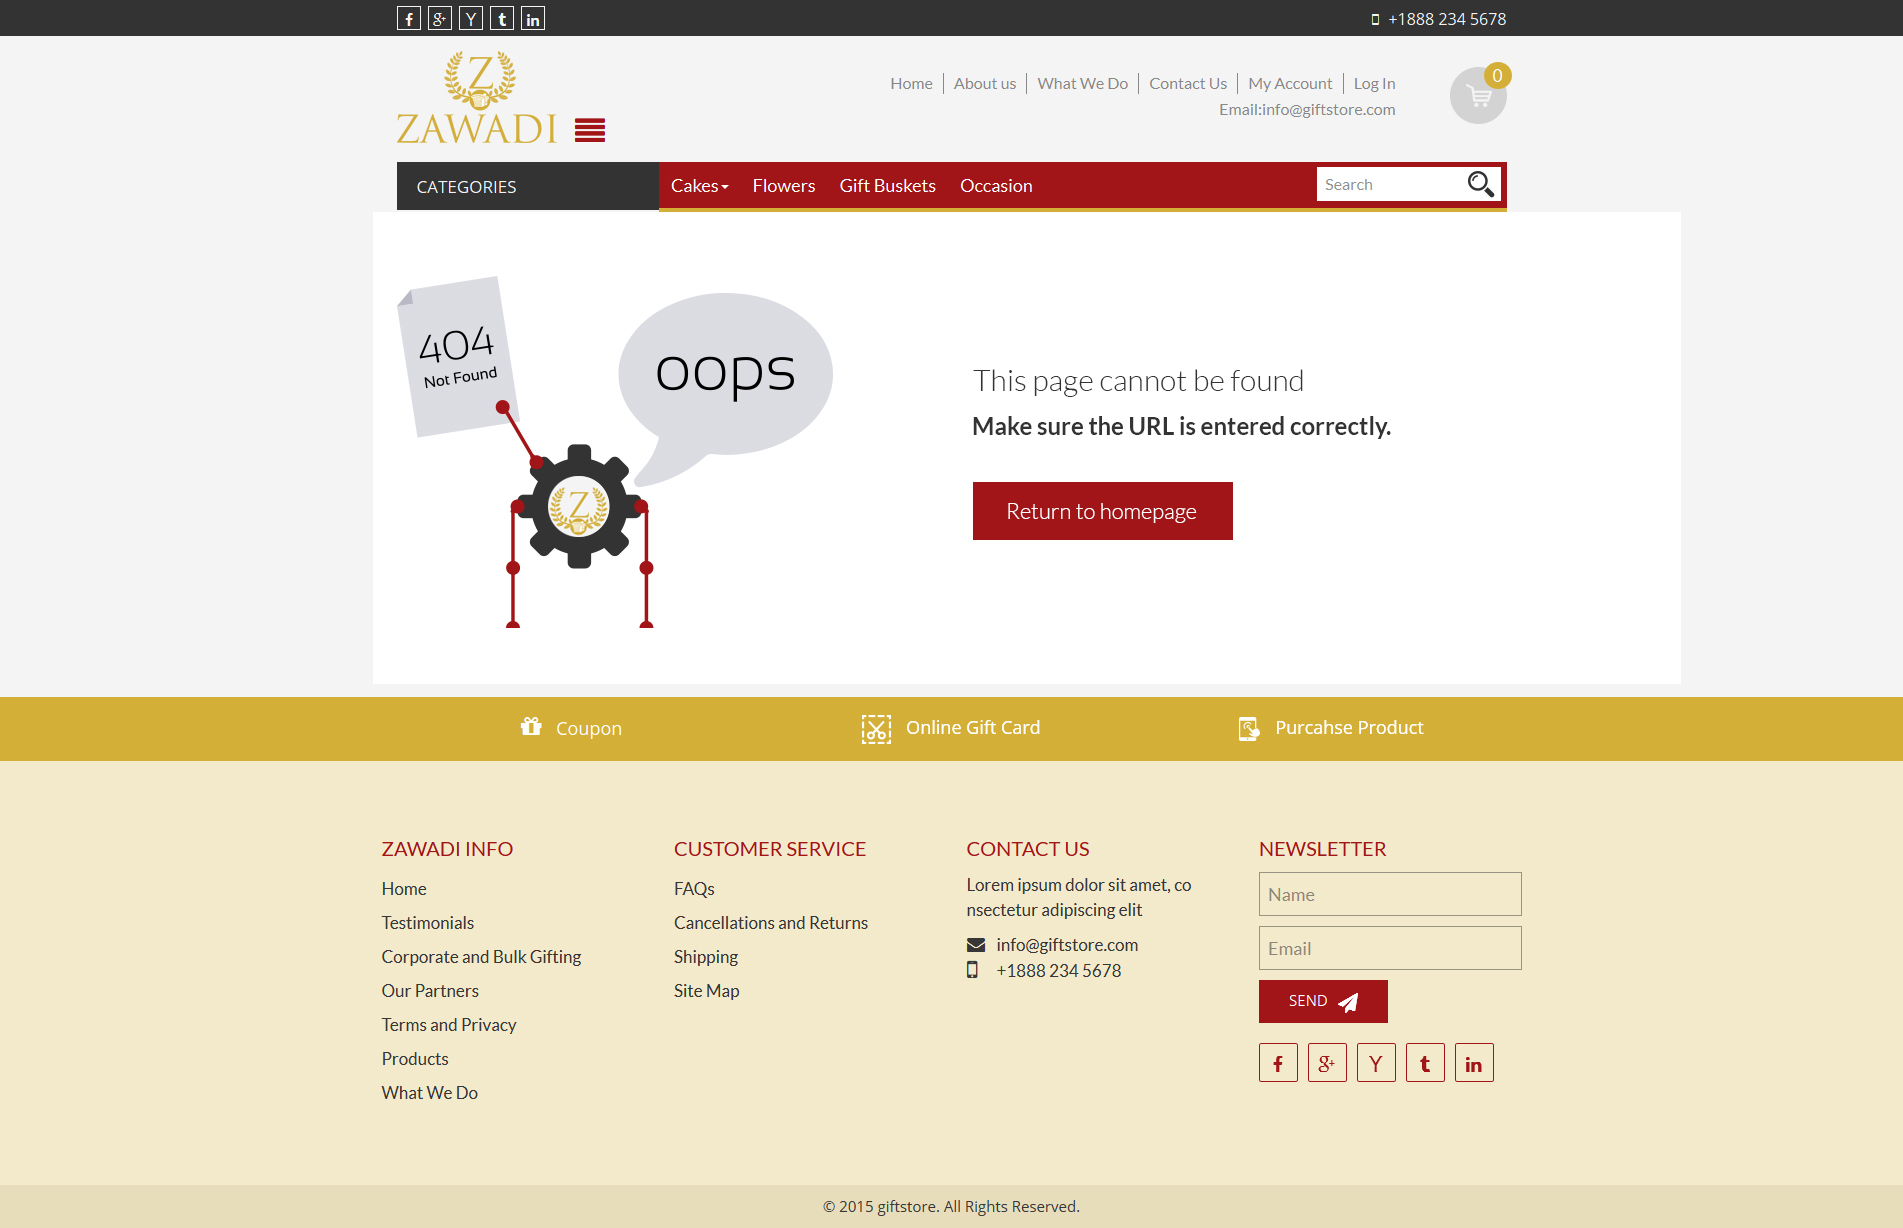 +1888 234 5678
Z
ZAWADI
Home
About us
What We Do
Contact Us
My Account
Log In
0
Email:info@giftstore.com
CATEGORIES
Cakes
Flowers
Gift Buskets
Occasion
Search
404
Not Found
oops
Z
This page cannot be found
Make sure the URL is entered correctly.
Return to homepage
Coupon
Online Gift Card
Purcahse Product
ZAWADI INFO
Home
Testimonials
Corporate and Bulk Gifting
Our Partners
Terms and Privacy
Products
What We Do
CUSTOMER SERVICE
FAQs
Cancellations and Returns
Shipping
Site Map
CONTACT US
Lorem ipsum dolor sit amet, co
nsectetur adipiscing elit
info@giftstore.com
+1888 234 5678
NEWSLETTER
Name
Email
SEND
© 2015 giftstore. All Rights Reserved.